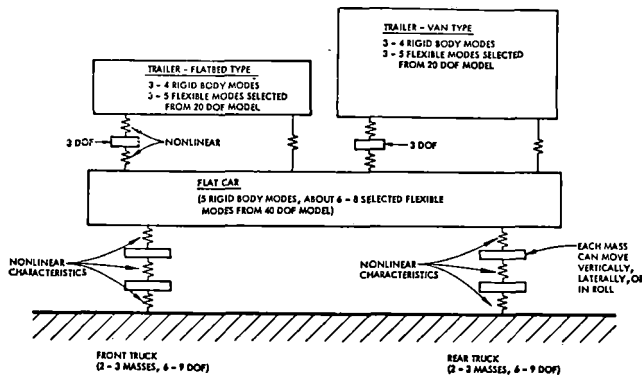 TRAILER - VAN TYPE
3 - 4 RIGID BODY MODES
3 - 5 FLEXIBLE MODES SELECTED
FROM 20 DOF MODEL
TRAILER - FLATBED TYPE
3 - 4 RIGID BODY MODES
3 - 5 FLEXIBLE MODES SELECTED
FROM 20 DOF MODEL
3 DOF
NONLINEAR
3 DOF
FLAT CAR
(5 RIGID BODY MODES, ABOUT 6 - 8 SELECTED FLEXIBLE
MODES FROM 40 DOF MODEL)
NONLINEAR
CHARACTERISTICS
NONLINEAR
CHARACTERISTICS
EACH MASS
CAN MOVE
VERTICALLY,
LATERALLY, OR
IN ROLL
FRONT TRUCK
(2 - 3 MASSES, 6 - 9 DOF)
REAR TRUCK
(2 - 3 MASSES, 6 - 9 DOF)